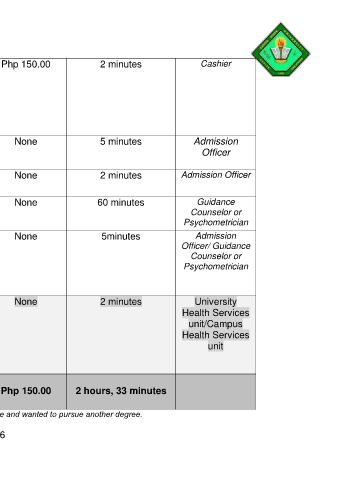 Php 150.00 2 minutes Cashier
None 5 minutes Admission
Officer
None 2 minutes Admission Officer
None 60 minutes Guidance
Counselor or
Psychometrician
None 5minutes Admission
Officer/ Guidance
Counselor or
Psychometrician
None 2 minutes University
Health Services
unit/Campus
Health Services
unit
Php 150.00 2 hours, 33 minutes
e and wanted to pursue another degree.
6